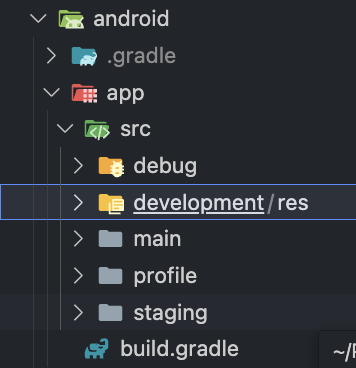 android
.gradle
app
src
debug
development/res
main
profile
staging
build.gradle